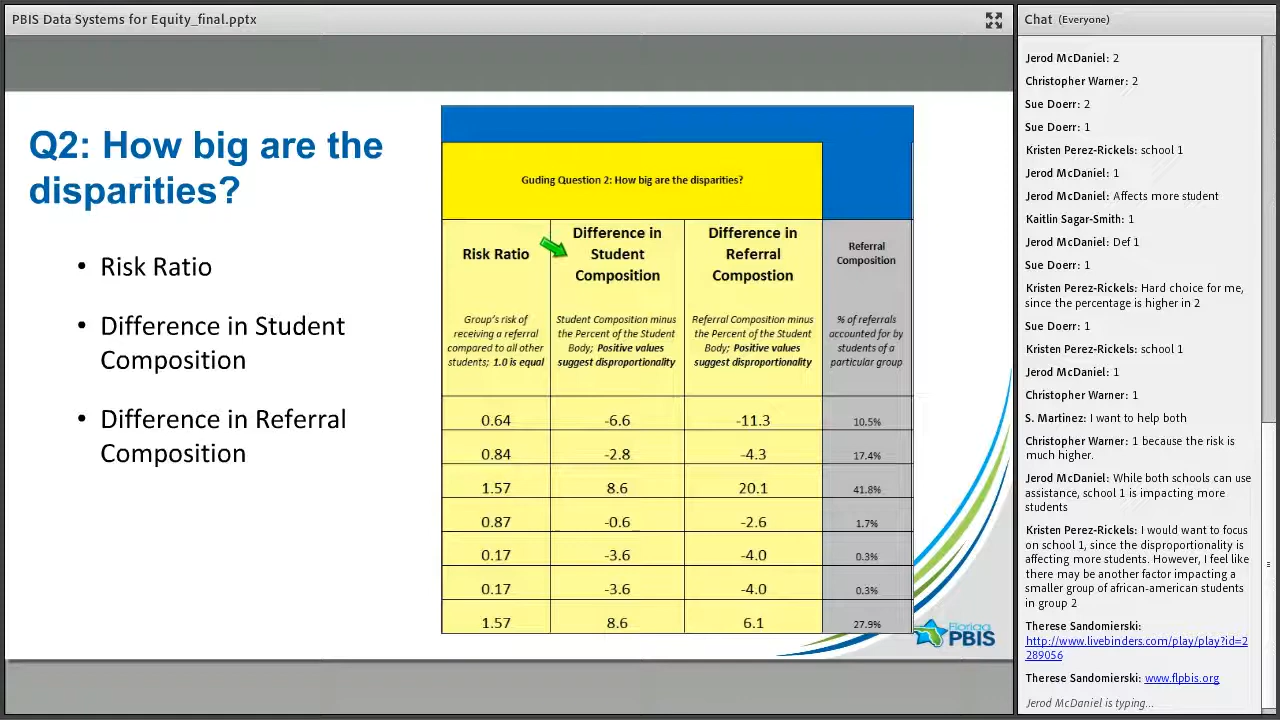 PBIS Data Systems for Equity_final.pptx
Q2: How big are the
disparities?
• Risk Ratio
• Difference in Student
Composition
• Difference in Referral
Composition
Guding Question 2: How big are the disparities?
Risk Ratio
Difference in
Student
Composition
Difference in
Referral
Compostion
Referral
Composition
Group's risk of
receiving a referral
compared to all other
students; 1.0 is equal
Student Composition minus
the Percent of the Student
Body; Positive values
suggest disproportionality
Referral Composition minus
the Percent of the Student
Body; Positive values
suggest disproportionality
% of referrals
accounted for by
students of a
particular group
0.64 -6.6 -11.3 10.5%
0.84 -2.8 -4.3 17.4%
1.57 8.6 20.1 41.8%
0.87 -0.6 -2.6 1.7%
0.17 -3.6 -4.0 0.3%
0.17 -3.6 -4.0 0.3%
1.57 8.6 6.1 27.9%
Florida
PBIS
Chat (Everyone)
Jerod McDaniel: 2
Christopher Warner: 2
Sue Doerr: 2
Sue Doerr: 1
Kristen Perez-Rickels: school 1
Jerod McDaniel: 1
Jerod McDaniel: Affects more student
Kaitlin Sagar-Smith: 1
Jerod McDaniel: Def 1
Sue Doerr: 1
Kristen Perez-Rickels: Hard choice for me,
since the percentage is higher in 2
Sue Doerr: 1
Kristen Perez-Rickels: school 1
Jerod McDaniel: 1
Christopher Warner: 1
S. Martinez: I want to help both
Christopher Warner: 1 because the risk is
much higher.
Jerod McDaniel: While both schools can use
assistance, school 1 is impacting more
students
Kristen Perez-Rickels: I would want to focus
on school 1, since the disproportionality is
affecting more students. However, I feel like
there may be another factor impacting a
smaller group of african-american students
in group 2
Therese Sandomierski:
http://www.livebinders.com/play/play?id=2
289056
Therese Sandomierski: www.flpbis.org
Jerod McDaniel is typing...